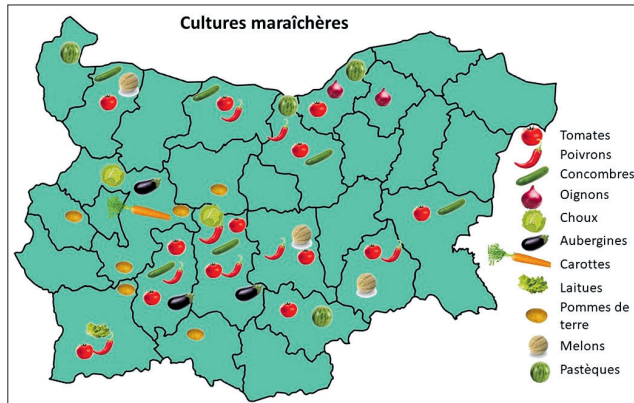 Cultures maraîchères
Tomates
Poivrons
Concombres
Oignons
Choux
Aubergines
Carottes
Laitues
Pommes de
terre
Melons
Pastèques